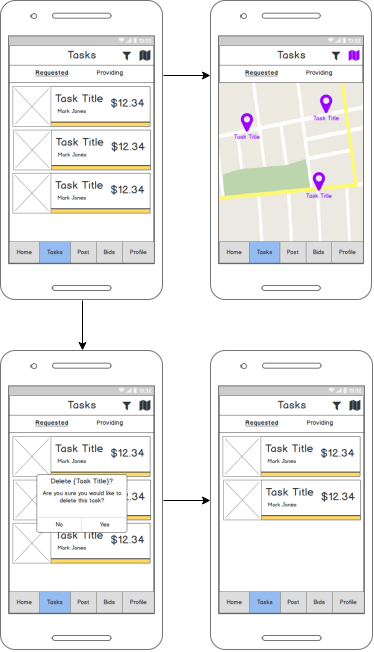 12:12
Tasks
Requested Providing
Task Title $12.34
Mark Jones
Task Title $12.34
Mark Jones
Task Title $12.34
Mark Jones
Home Tasks Post Bids Profile
12:12
Tasks
Requested Providing
Task Title
Task Title
Task Title
Home Tasks Post Bids Profile
12:12
Tasks
Requested Providing
Task Title $12.34
Mark Jones
Delete {Task Title}?
Are you sure you would like to
delete this task?
No Yes
Task Title $12.34
Mark Jones
Home Tasks Post Bids Profile
12:12
Tasks
Requested Providing
Task Title $12.34
Mark Jones
Task Title $12.34
Mark Jones
Home Tasks Post Bids Profile